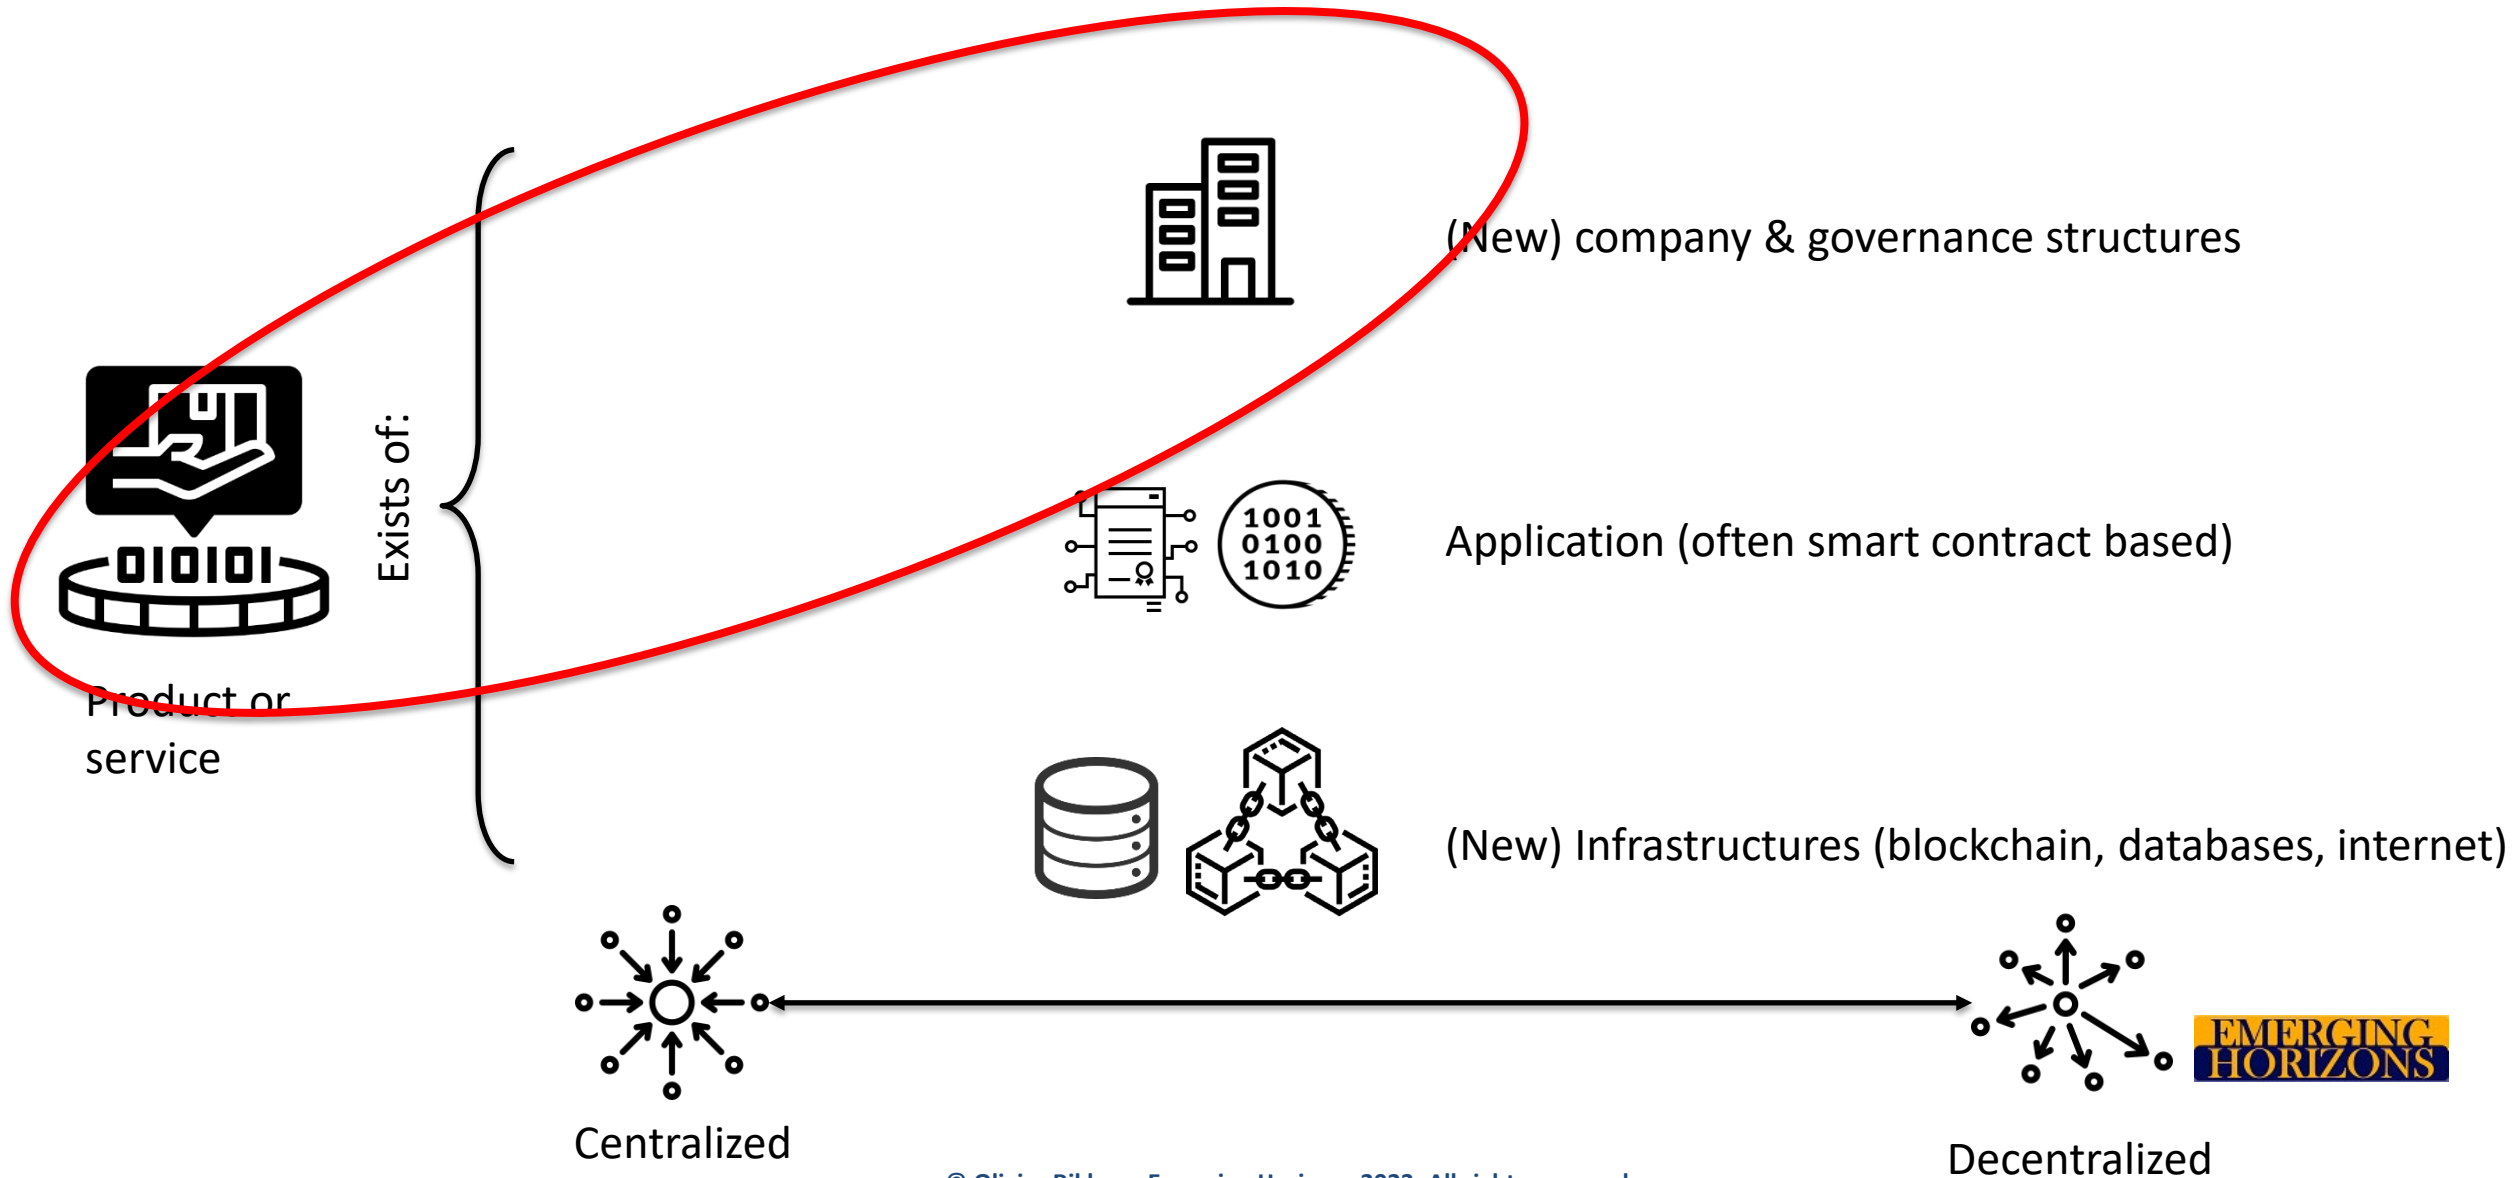 (New) company & governance structures
Exists of:
010101
1001
0100
1010
Application (often smart contract based)
Product or
service
(New) Infrastructures (blockchain, databases, internet)
EMERGING
HORIZONS
Centralized
Decentralized